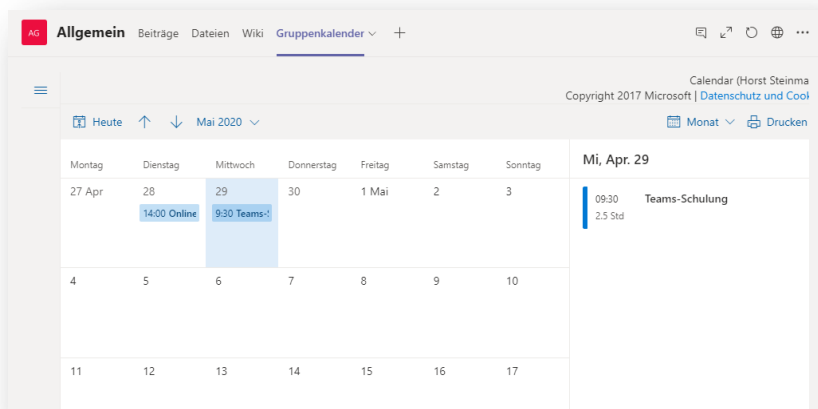 AG Allgemein Beiträge Dateien Wiki Gruppenkalender
Calendar (Horst Steinma
Copyright 2017 Microsoft | Datenschutz und Cook
Heute Mai 2020 Monat Drucken
Montag Dienstag Mittwoch Donnerstag Freitag Samstag Sonntag
Mi, Apr. 29
27 Apr 28 29 30 1 Mai 2 3
09:30 Teams-Schulung
2.5 Std
14:00 Online 9:30 Teams-S
4 5 6 7 8 9 10
11 12 13 14 15 16 17